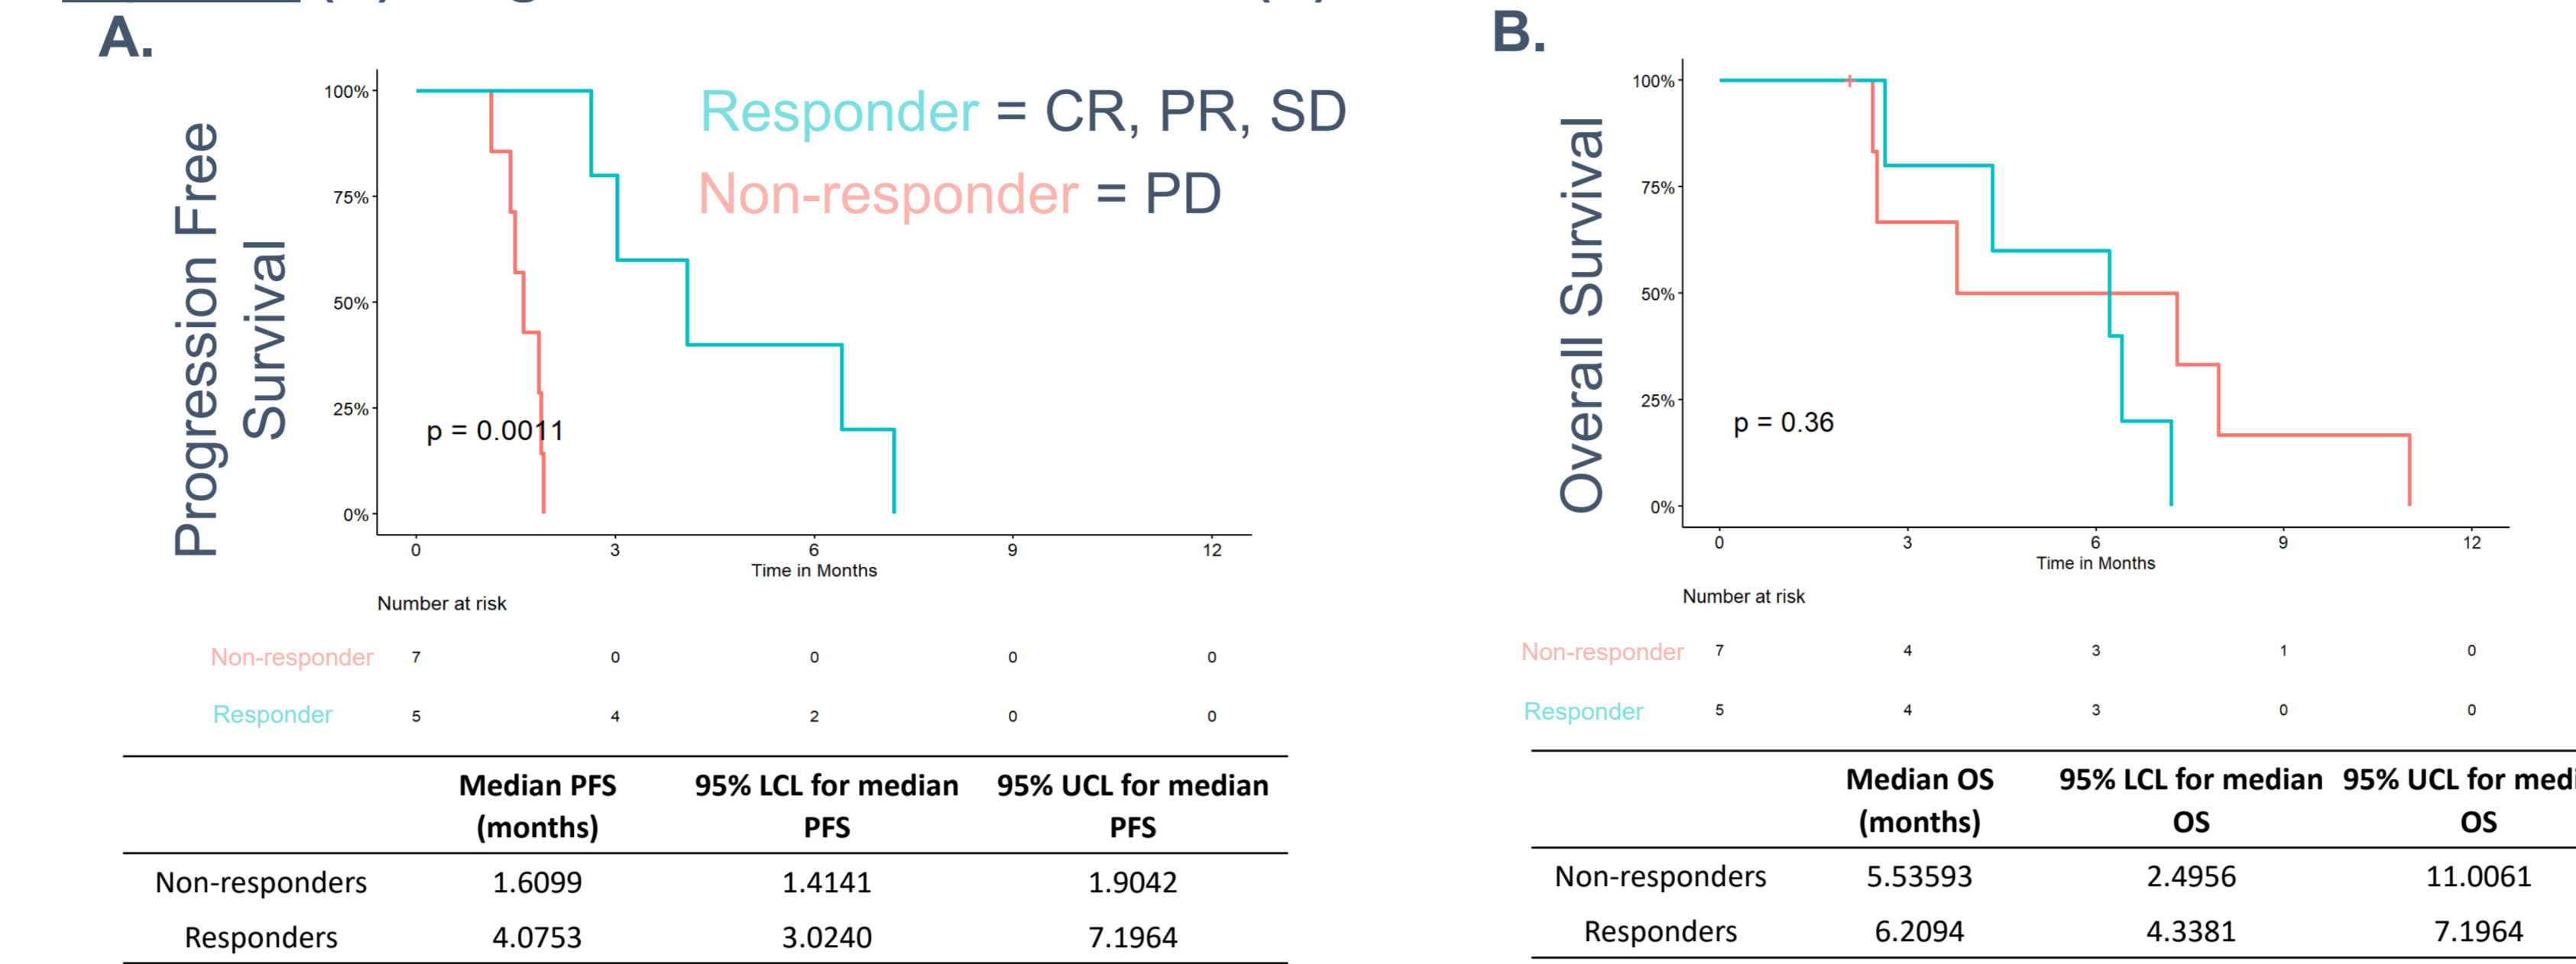 A.
Progression Free
Survival
100%
75%
50%
25%
0%
Responder = CR, PR, SD
Non-responder = PD
p = 0.0011
0 3 6 9 12
Time in Months
Number at risk
Non-responder 7 0 0 0 0
Responder 5 4 2 0 0
Median PFS (months) 95% LCL for median PFS 95% UCL for median PFS
Non-responders 1.6099 1.4141 1.9042
Responders 4.0753 3.0240 7.1964
B.
Overall Survival
100%
75%
50%
25%
0%
p = 0.36
0 3 6 9 12
Time in Months
Number at risk
Non-responder 7 4 3 1 0
Responder 5 4 3 0 0
Median OS (months) 95% LCL for median OS 95% UCL for medi OS
Non-responders 5.53593 2.4956 11.0061
Responders 6.2094 4.3381 7.1964